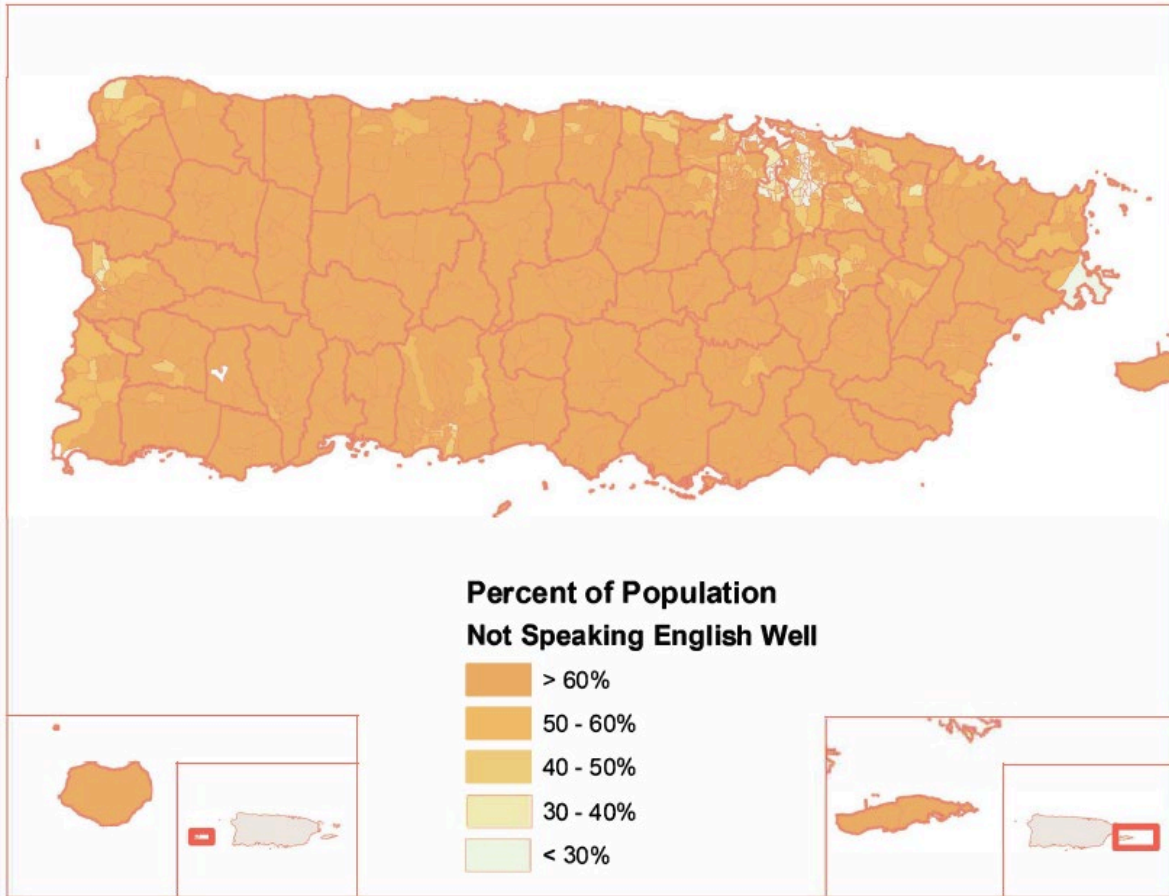 Percent of Population
Not Speaking English Well
> 60%
50 - 60%
40 - 50%
30 - 40%
< 30%